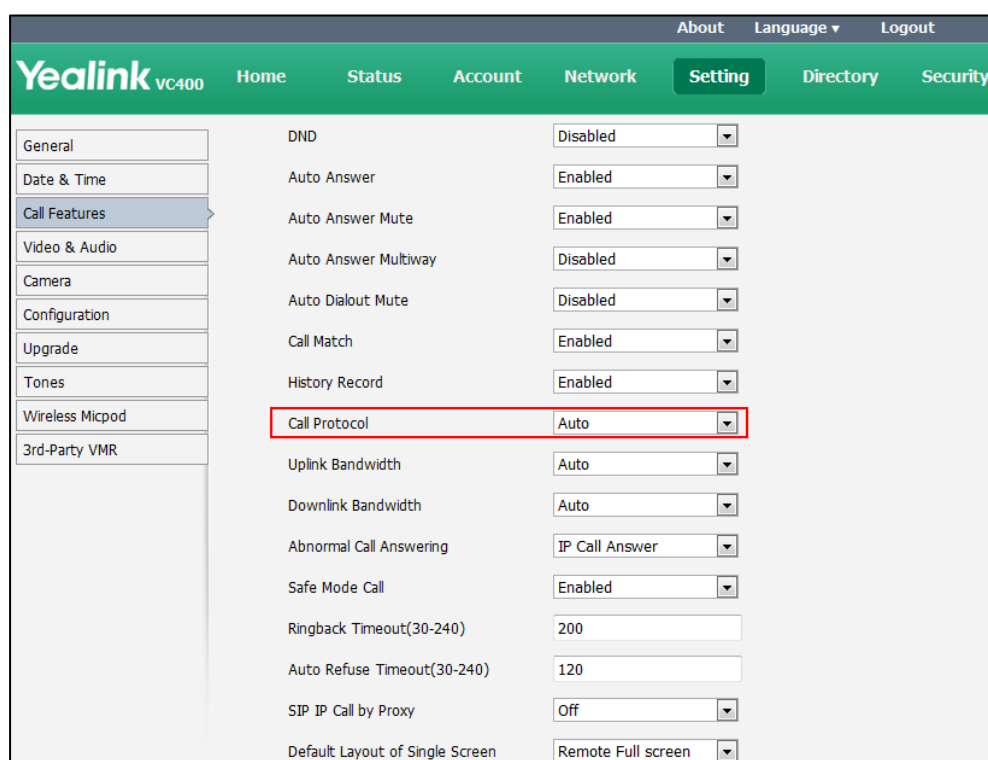 About Language ▾ Logout
Yealink VC400 Home Status Account Network Setting Directory Security
General
Date & Time
Call Features
Video & Audio
Camera
Configuration
Upgrade
Tones
Wireless Micpod
3rd-Party VMR
DND Disabled
Auto Answer Enabled
Auto Answer Mute Enabled
Auto Answer Multiway Disabled
Auto Dialout Mute Disabled
Call Match Enabled
History Record Enabled
Call Protocol Auto
Uplink Bandwidth Auto
Downlink Bandwidth Auto
Abnormal Call Answering IP Call Answer
Safe Mode Call Enabled
Ringback Timeout(30-240) 200
Auto Refuse Timeout(30-240) 120
SIP IP Call by Proxy Off
Default Layout of Single Screen Remote Full screen